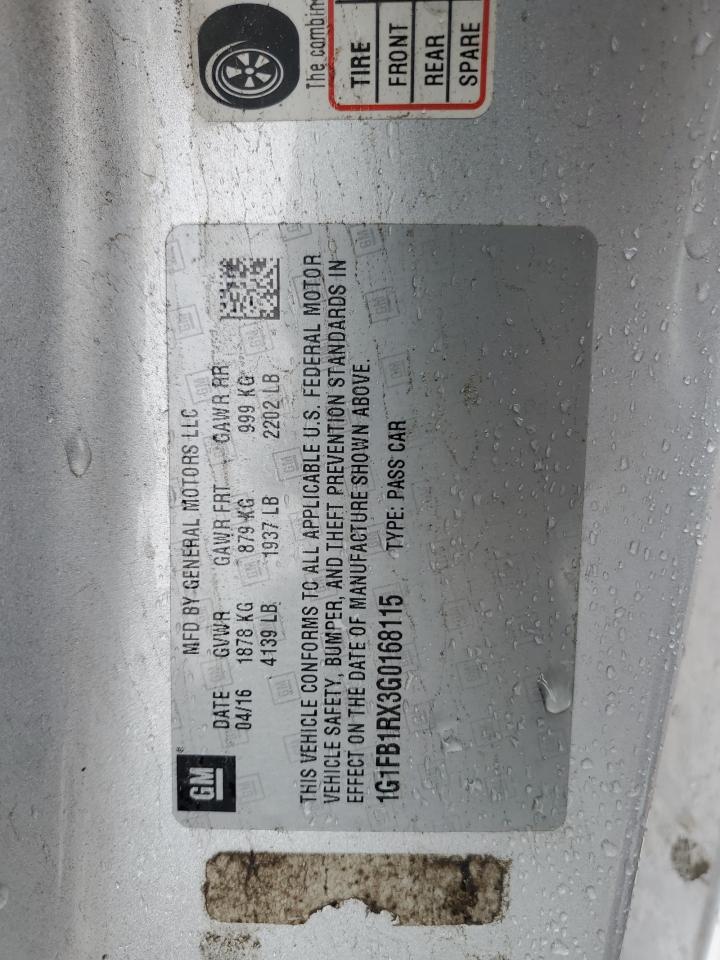 GM
®
MFD BY GENERAL MOTORS LLC
DATE GVWR GAWR FRT GAWR RR
04/16 1878 KG 879 KG 999 KG
4139 LB 1937 LB 2202 LB
THIS VEHICLE CONFORMS TO ALL APPLICABLE U.S. FEDERAL MOTOR
VEHICLE SAFETY, BUMPER, AND THEFT PREVENTION STANDARDS IN
EFFECT ON THE DATE OF MANUFACTURE SHOWN ABOVE.
1G1FB1RX3G0168115 TYPE: PASS CAR
The combin
TIRE
FRONT
REAR
SPARE